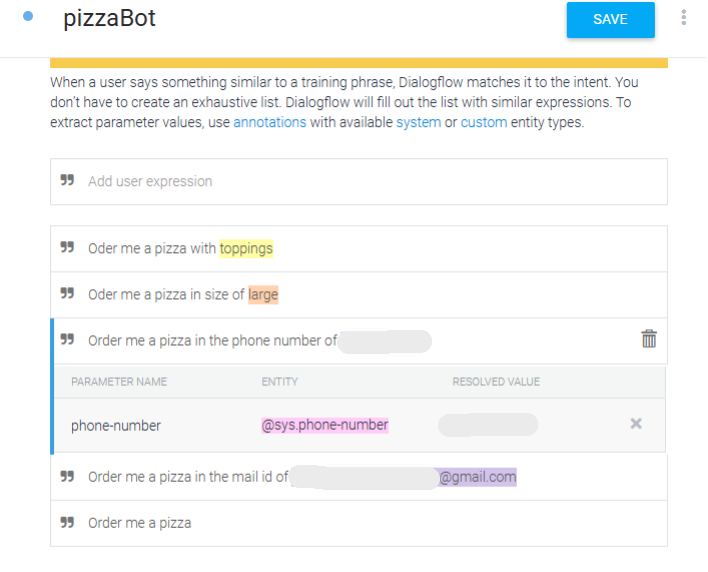 pizzaBot
SAVE
When a user says something similar to a training phrase, Dialogflow matches it to the intent. You
don't have to create an exhaustive list. Dialogflow will fill out the list with similar expressions. To
extract parameter values, use annotations with available system or custom entity types.
Add user expression
Oder me a pizza with toppings
Oder me a pizza in size of large
Order me a pizza in the phone number of
PARAMETER NAME ENTITY RESOLVED VALUE
phone-number @sys.phone-number
Order me a pizza in the mail id of @gmail.com
Order me a pizza